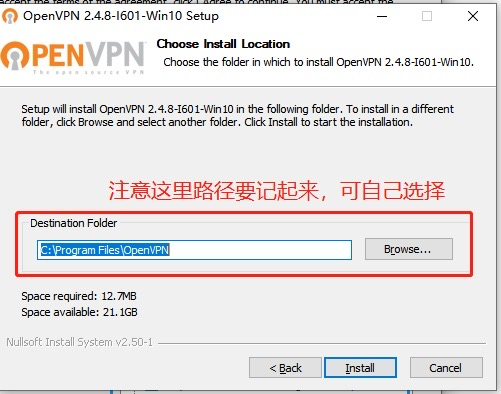 OpenVPN 2.4.8-I601-Win10 Setup
OPENVPN
The open source VPN
Choose Install Location
Choose the folder in which to install OpenVPN 2.4.8-I601-Win10.
Setup will install OpenVPN 2.4.8-I601-Win10 in the following folder. To install in a different
folder, click Browse and select another folder. Click Install to start the installation.
注意这里路径要记起来，可自己选择
Destination Folder
C:\Program Files\OpenVPN
Browse...
Space required: 12.7MB
Space available: 21.1GB
Nullsoft Install System v2.50-1
< Back
Install
Cancel